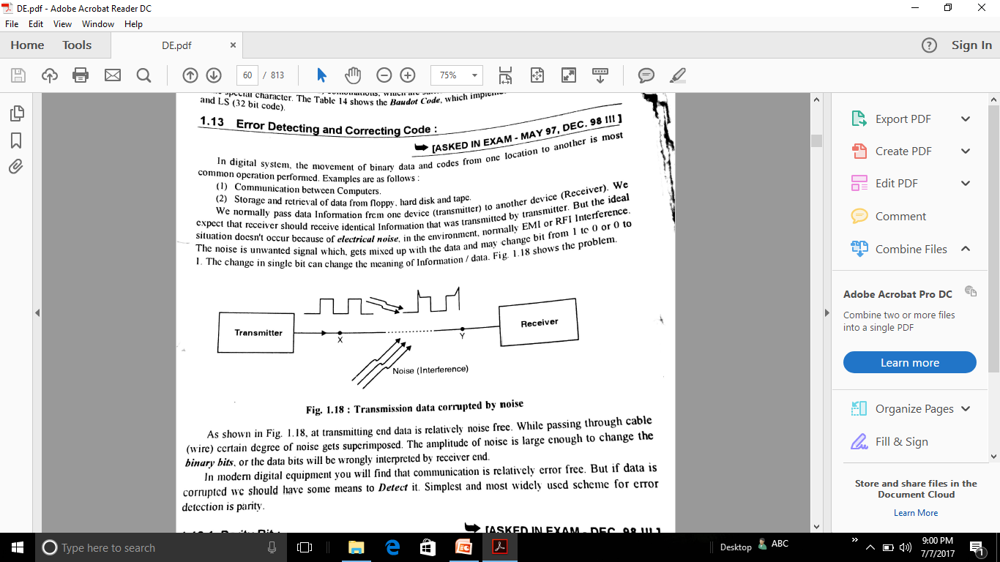 DE.pdf - Adobe Acrobat Reader DC
File Edit View Window Help
Home Tools DE.pdf × ? Sign In
60 / 813 75%
special character. The Table 14 shows the Baudot Code, which
and LS (32 bit code).
1.13 Error Detecting and Correcting Code :
[ASKED IN EXAM - MAY 97, DEC. 98 !!! ]
In digital system, the movement of binary data and codes from one location to another is most
common operation performed. Examples are as follows :
(1) Communication between Computers.
(2) Storage and retrieval of data from floppy, hard disk and tape.
We normally pass data Information from one device (transmitter) to another device (Receiver). We
expect that receiver should receive identical Information that was transmitted by transmitter. But the ideal
situation doesn't occur because of electrical noise, in the environment, normally EMI or RFI Interference.
The noise is unwanted signal which, gets mixed up with the data and may change bit from 1 to 0 or 0 to
1. The change in single bit can change the meaning of Information / data. Fig. 1.18 shows the problem.
Transmitter
X
Y
Receiver
Noise (Interference)
Fig. 1.18 : Transmission data corrupted by noise
As shown in Fig. 1.18, at transmitting end data is relatively noise free. While passing through cable
(wire) certain degree of noise gets superimposed. The amplitude of noise is large enough to change the
binary bits, or the data bits will be wrongly interpreted by receiver end.
In modern digital equipment you will find that communication is relatively error free. But if data is
corrupted we should have some means to Detect it. Simplest and most widely used scheme for error
detection is parity.
Parity Bit :
[ASKED IN EXAM - DEC. 98 !!! ]
Export PDF
Create PDF
Edit PDF
Comment
Combine Files
Adobe Acrobat Pro DC
Combine two or more files
into a single PDF
Learn more
Organize Pages
Fill & Sign
Store and share files in the
Document Cloud
Learn More
Type here to search
Desktop
ABC
9:00 PM
7/7/2017
1